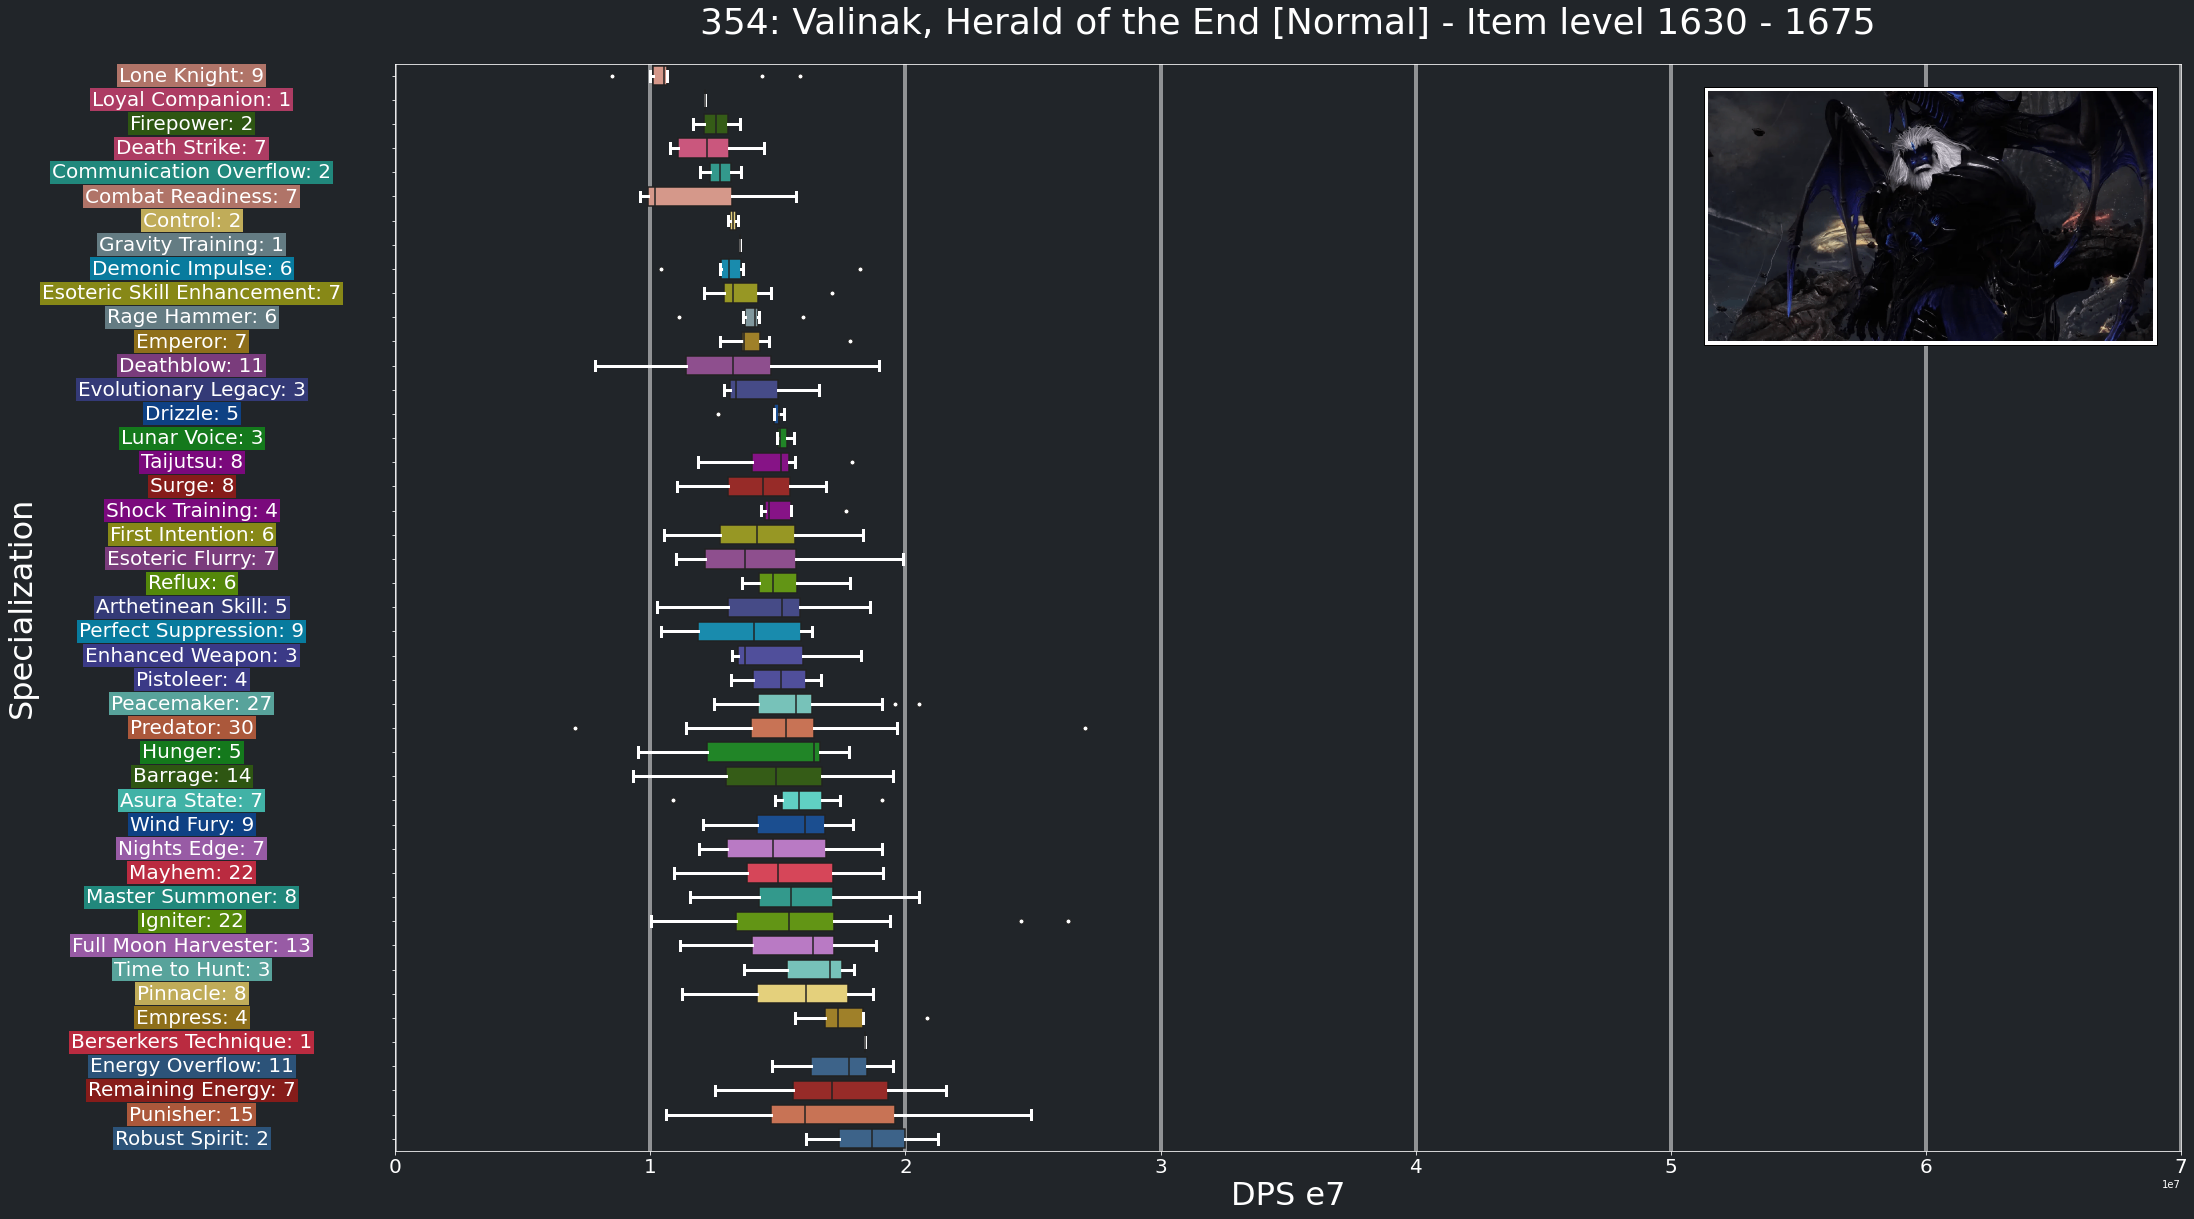 354: Valinak, Herald of the End [Normal] - Item level 1630 - 1675
Lone Knight: 9
Loyal Companion: 1
Firepower: 2
Death Strike: 7
Communication Overflow: 2
Combat Readiness: 7
Control: 2
Gravity Training: 1
Demonic Impulse: 6
Esoteric Skill Enhancement: 7
Rage Hammer: 6
Emperor: 7
Deathblow: 11
Evolutionary Legacy: 3
Drizzle: 5
Lunar Voice: 3
Taijutsu: 8
Surge: 8
Shock Training: 4
First Intention: 6
Esoteric Flurry: 7
Reflux: 6
Arthetinean Skill: 5
Perfect Suppression: 9
Enhanced Weapon: 3
Pistoleer: 4
Peacemaker: 27
Predator: 30
Hunger: 5
Barrage: 14
Asura State: 7
Wind Fury: 9
Nights Edge: 7
Mayhem: 22
Master Summoner: 8
Igniter: 22
Full Moon Harvester: 13
Time to Hunt: 3
Pinnacle: 8
Empress: 4
Berserkers Technique: 1
Energy Overflow: 11
Remaining Energy: 7
Punisher: 15
Robust Spirit: 2
Specialization
0 1 2 3 4 5 6 7
1e7
DPS e7